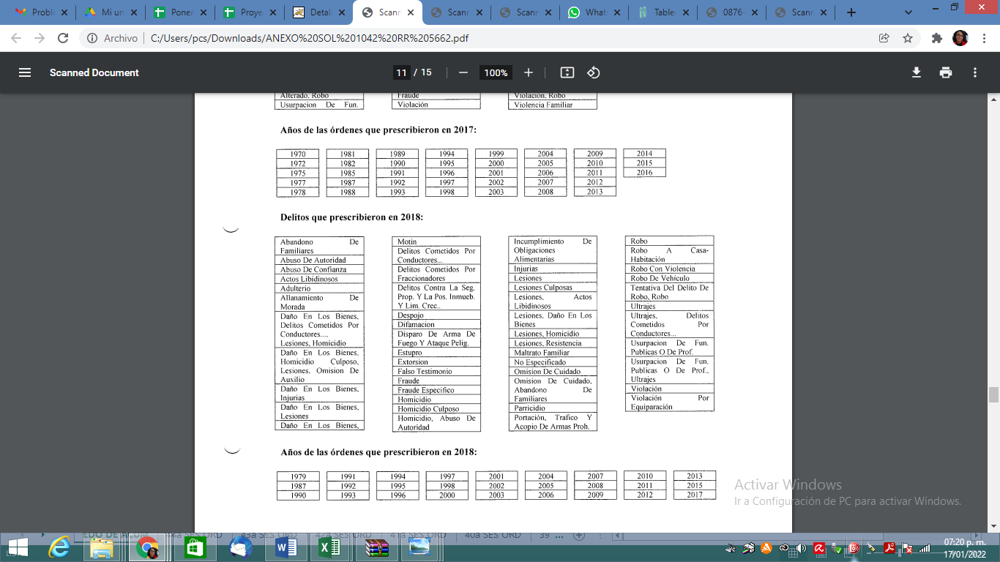 Probl
Mi un
Poner
Proye
Detal
Scann
Scann
Scann
What
Table
0876-
Scann
Archivo
C:/Users/pcs/Downloads/ANEXO%20SOL%201042%20RR%205662.pdf
Scanned Document
11 / 15
100%
Alterado, Robo
Usurpacion De Fun.
Fraude
Violación
Violación, Robo
Violencia Familiar
Años de las órdenes que prescribieron en 2017:
1970 1981 1989 1994 1999 2004 2009 2014
1972 1982 1990 1995 2000 2005 2010 2015
1975 1985 1991 1996 2001 2006 2011 2016
1977 1987 1992 1997 2002 2007 2012
1978 1988 1993 1998 2003 2008 2013
Delitos que prescribieron en 2018:
Abandono De
Familiares
Abuso De Autoridad
Abuso De Confianza
Actos Libidinosos
Adulterio
Allanamiento De
Morada
Daño En Los Bienes,
Delitos Cometidos Por
Conductores...,
Lesiones, Homicidio
Daño En Los Bienes,
Homicidio Culposo,
Lesiones, Omision De
Auxilio
Daño En Los Bienes,
Injurias
Daño En Los Bienes,
Lesiones
Daño En Los Bienes,
Motin
Delitos Cometidos Por
Conductores...
Delitos Cometidos Por
Fraccionadores
Delitos Contra La Seg.
Prop. Y La Pos. Inmueb.
Y Lim. Crec..
Despojo
Difamacion
Disparo De Arma De
Fuego Y Ataque Pelig.
Estupro
Extorsion
Falso Testimonio
Fraude
Fraude Especifico
Homicidio
Homicidio Culposo
Homicidio, Abuso De
Autoridad
Incumplimiento De
Obligaciones
Alimentarias
Injurias
Lesiones
Lesiones Culposas
Lesiones, Actos
Libidinosos
Lesiones, Daño En Los
Bienes
Lesiones, Homicidio
Lesiones, Resistencia
Maltrato Familiar
No Especificado
Omision De Cuidado
Omision De Cuidado,
Abandono De
Familiares
Parricidio
Portación, Trafico Y
Acopio De Armas Proh.
Robo
Robo A Casa-
Habitación
Robo Con Violencia
Robo De Vehículo
Tentativa Del Delito De
Robo, Robo
Ultrajes
Ultrajes, Delitos
Cometidos Por
Conductores...
Usurpacion De Fun.
Publicas O De Prof.
Usurpacion De Fun.
Publicas O De Prof.,
Ultrajes
Violación
Violación Por
Equiparación
Años de las órdenes que prescribieron en 2018:
1979 1991 1994 1997 2001 2004 2007 2010 2013
1987 1992 1995 1998 2002 2005 2008 2011 2015
1990 1993 1996 2000 2003 2006 2009 2012 2017
Activar Windows
Ir a Configuración de PC para activar Windows.
44a SES ORD
43a SES ORD
42a SES ORD
41a SES ORD
40a SES ORD
39 ...
07:20 p. m.
17/01/2022